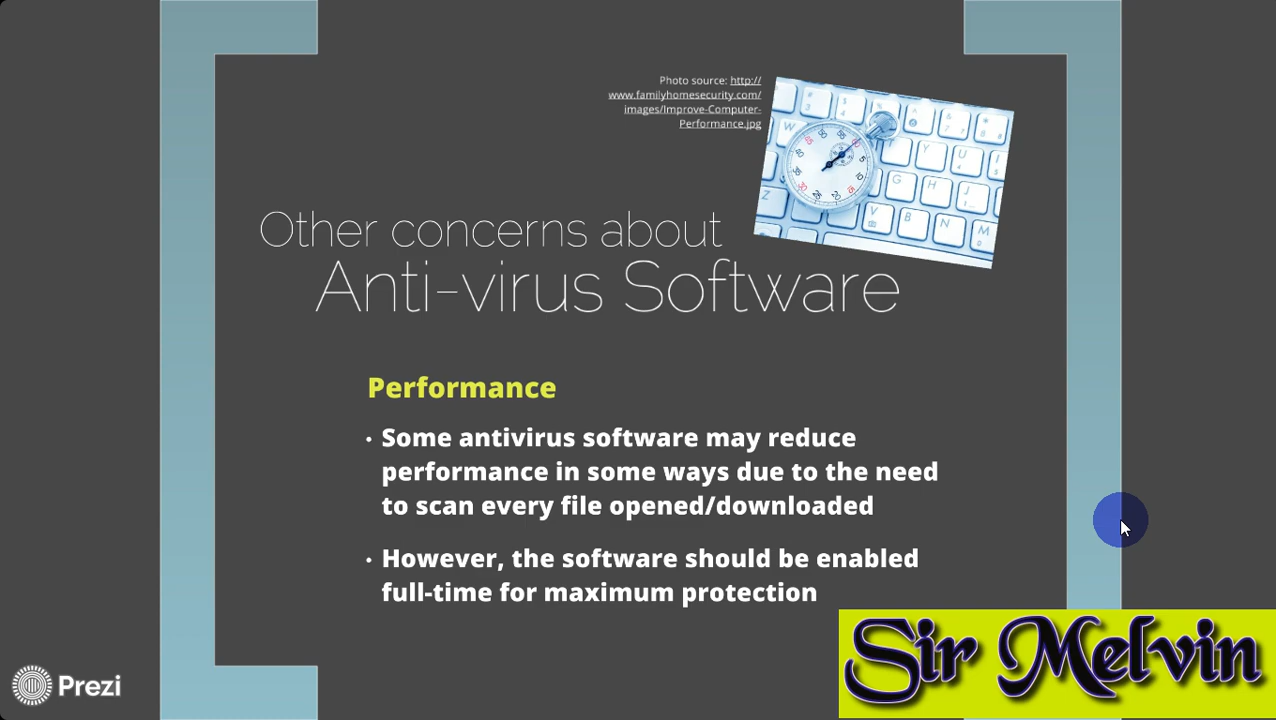 Photo source: http://
www.familyhomesecurity.com/
images/Improve-Computer-
Performance.jpg
Other concerns about
Anti-virus Software
Performance
• Some antivirus software may reduce
performance in some ways due to the need
to scan every file opened/downloaded
• However, the software should be enabled
full-time for maximum protection
Sir Melvin
Prezi